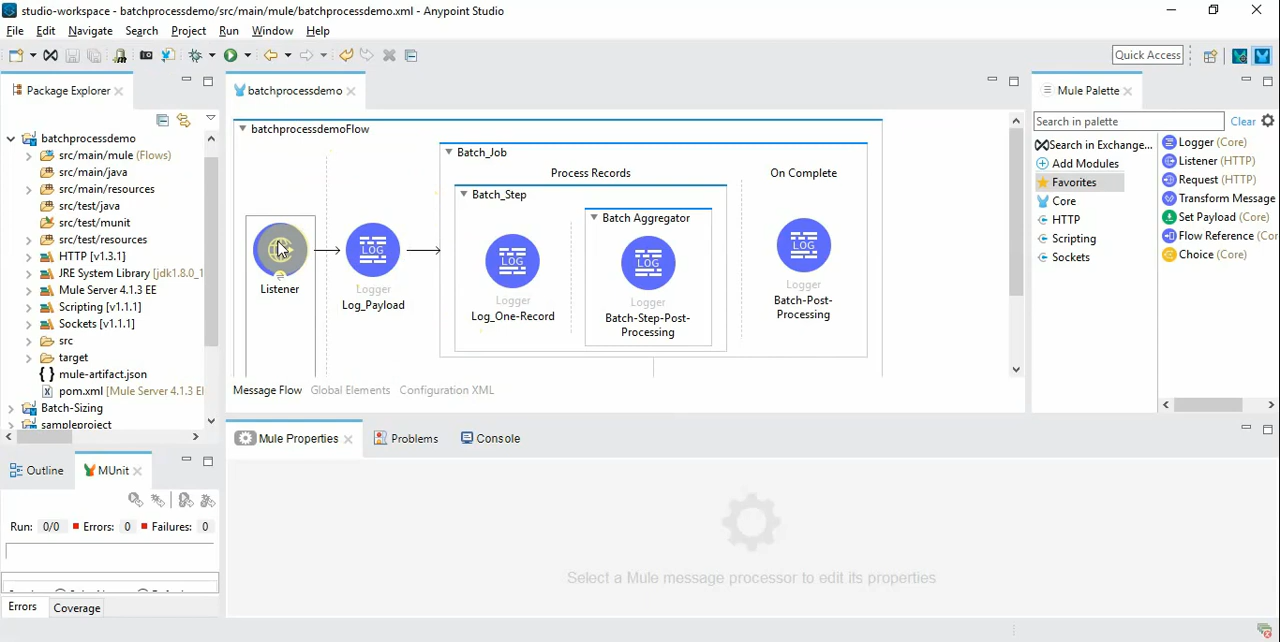 studio-workspace - batchprocessdemo/src/main/mule/batchprocessdemo.xml - Anypoint Studio
File Edit Navigate Search Project Run Window Help
Quick Access
Package Explorer
batchprocessdemo
src/main/mule (Flows)
src/main/java
src/main/resources
src/test/java
src/test/munit
src/test/resources
HTTP [v1.3.1]
JRE System Library [jdk1.8.0_1
Mule Server 4.1.3 EE
Scripting [v1.1.1]
Sockets [v1.1.1]
src
target
mule-artifact.json
pom.xml [Mule Server 4.1.3 EI
Batch-Sizing
sampleproject
batchprocessdemo
batchprocessdemoFlow
Batch_Job
Process Records
On Complete
Batch_Step
Batch Aggregator
Listener
LOG
Logger
Log_Payload
LOG
Logger
Log_One-Record
LOG
Logger
Batch-Step-Post-
Processing
LOG
Logger
Batch-Post-
Processing
Message Flow Global Elements Configuration XML
Mule Palette
Search in palette
Clear
Search in Exchange...
Add Modules
Favorites
Core
HTTP
Scripting
Sockets
Logger (Core)
Listener (HTTP)
Request (HTTP)
Transform Message
Set Payload (Core)
Flow Reference (Cor
Choice (Core)
Mule Properties
Problems
Console
Select a Mule message processor to edit its properties
Outline
MUnit
Run: 0/0 Errors: 0 Failures: 0
Errors
Coverage